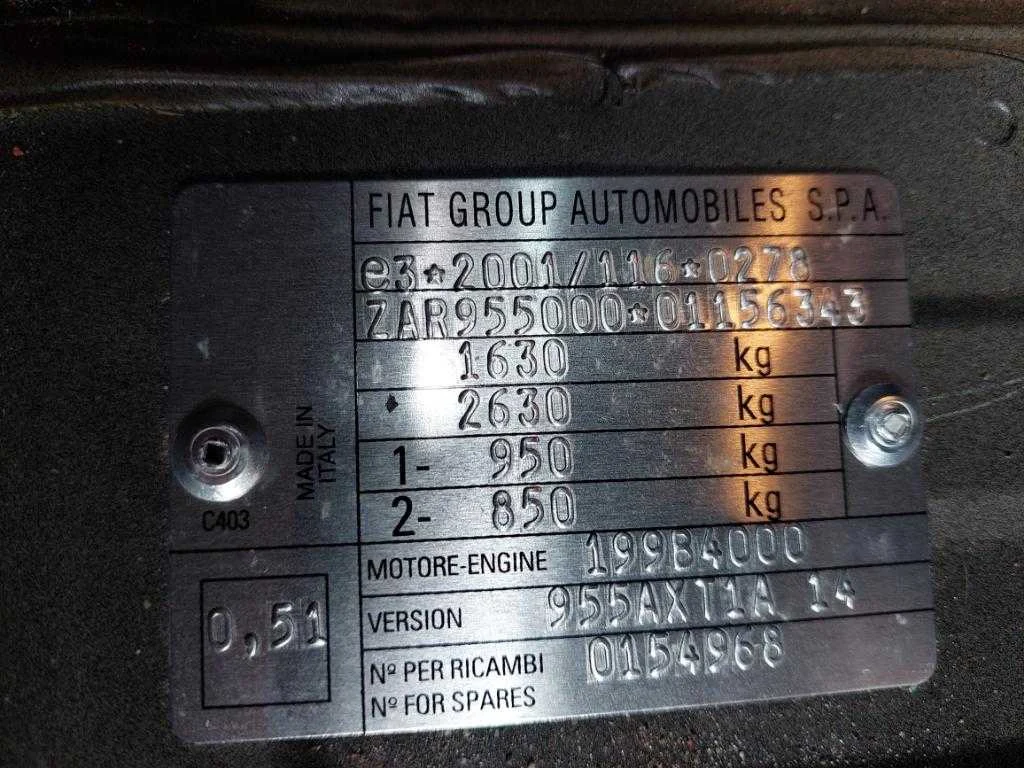 FIAT GROUP AUTOMOBILES S.P.A.
e3*2001/116*0278
ZAR955000*01156343
1630 kg
2630 kg
1- 950 kg
2- 850 kg
MADE IN
ITALY
C403
MOTORE-ENGINE 199B4000
VERSION 955AXT1A 14
0,51
Nº PER RICAMBI 0154968
Nº FOR SPARES